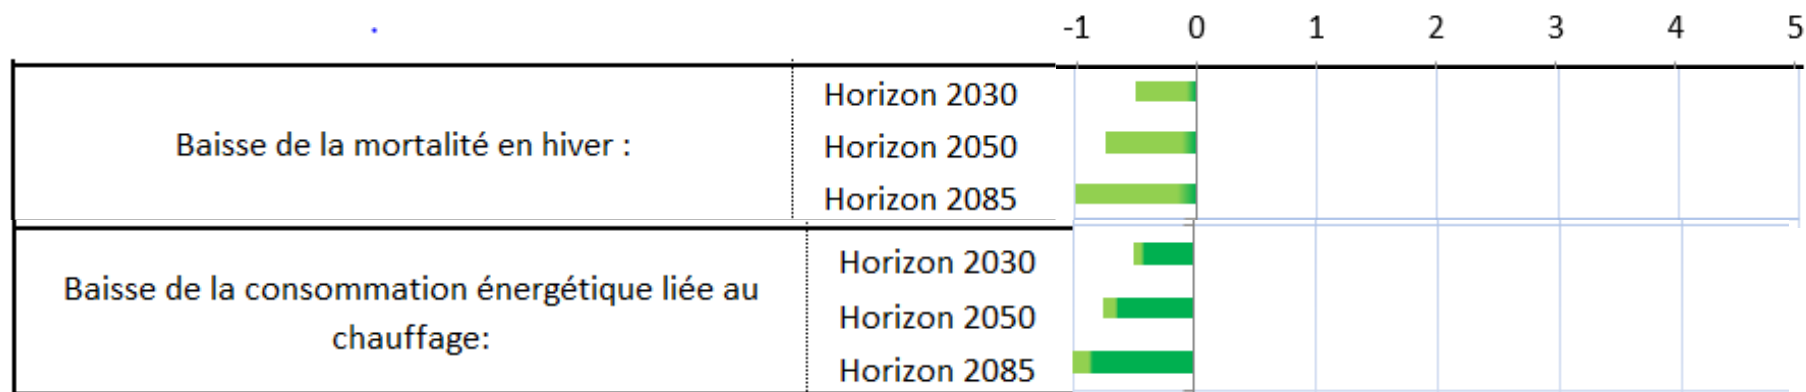 -1 0 1 2 3 4 5
Horizon 2030
Baisse de la mortalité en hiver :
Horizon 2050
Horizon 2085
Horizon 2030
Baisse de la consommation énergétique liée au
chauffage:
Horizon 2050
Horizon 2085